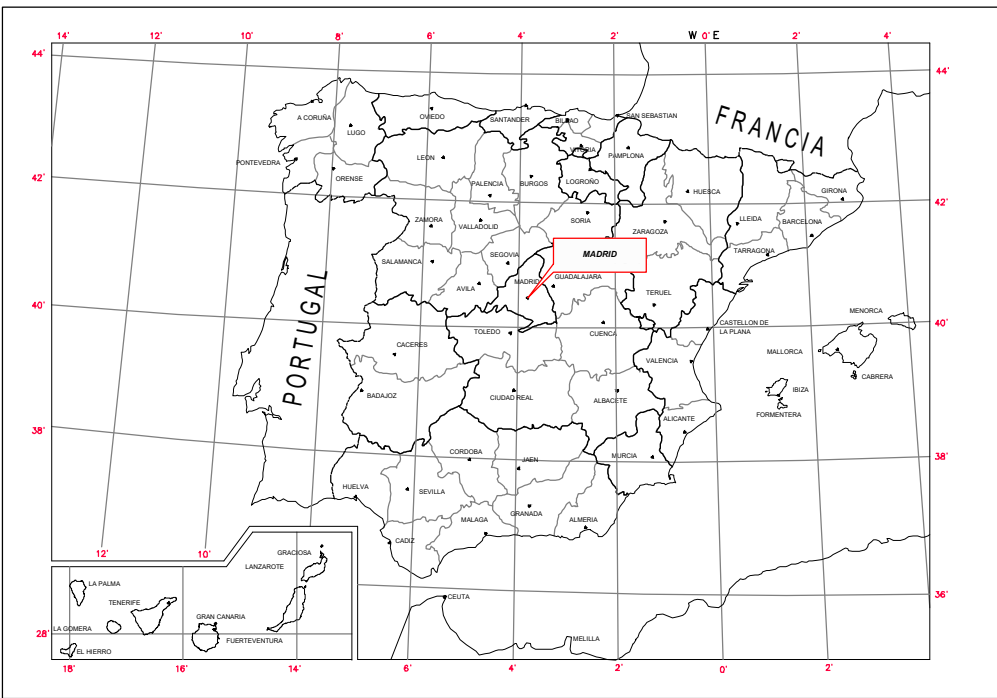 14' 12' 10' 8' 6' 4' 2' W 0' E 2' 4'
44' 44'
A CORUÑA
LUGO
OVIEDO
SANTANDER
BILBAO
SAN SEBASTIAN
FRANCIA
PONTEVEDRA
ORENSE
LEON
PALENCIA
BURGOS
VITORIA
LOGROÑO
PAMPLONA
HUESCA
GIRONA
42' 42'
ZAMORA
VALLADOLID
SORIA
ZARAGOZA
LLEIDA
BARCELONA
TARRAGONA
SALAMANCA
SEGOVIA
MADRID
AVILA
MADRID
GUADALAJARA
TERUEL
MENORCA
40' 40'
PORTUGAL
TOLEDO
CUENCA
CASTELLON DE
LA PLANA
CACERES
VALENCIA
MALLORCA
CABRERA
BADAJOZ
CIUDAD REAL
ALBACETE
IBIZA
FORMENTERA
ALICANTE
38' 38'
CORDOBA
JAEN
MURCIA
HUELVA
SEVILLA
MALAGA
GRANADA
ALMERIA
CADIZ
12' 10'
GRACIOSA
LANZAROTE
LA PALMA
TENERIFE
GRAN CANARIA
LA GOMERA
FUERTEVENTURA
EL HIERRO
CEUTA
MELILLA
36'
28'
18' 16' 14' 6' 4' 2' 0' 2'